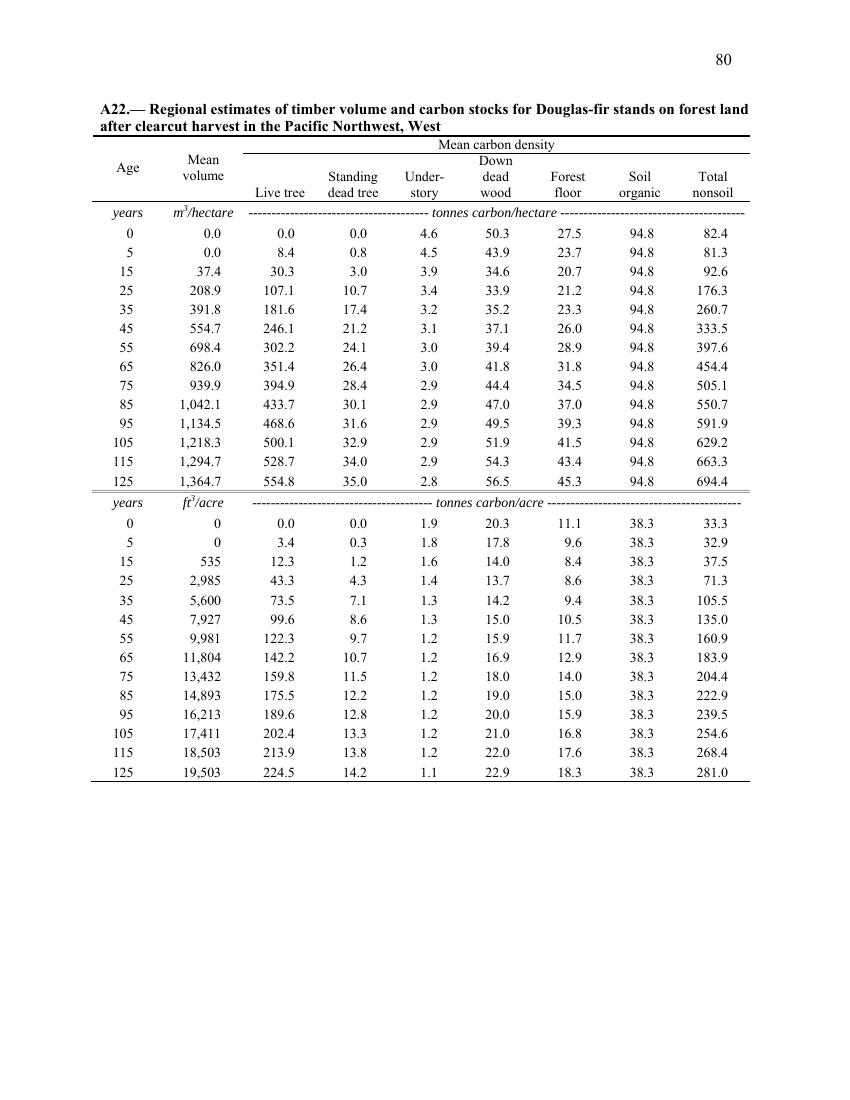 80
A22.— Regional estimates of timber volume and carbon stocks for Douglas-fir stands on forest land
after clearcut harvest in the Pacific Northwest, West
Age Mean volume Mean carbon density
Live tree Standing dead tree Under-story Down dead wood Forest floor Soil organic Total nonsoil
years m³/hectare ---------------------------------------- tonnes carbon/hectare ----------------------------------------
0 0.0 0.0 0.0 4.6 50.3 27.5 94.8 82.4
5 0.0 8.4 0.8 4.5 43.9 23.7 94.8 81.3
15 37.4 30.3 3.0 3.9 34.6 20.7 94.8 92.6
25 208.9 107.1 10.7 3.4 33.9 21.2 94.8 176.3
35 391.8 181.6 17.4 3.2 35.2 23.3 94.8 260.7
45 554.7 246.1 21.2 3.1 37.1 26.0 94.8 333.5
55 698.4 302.2 24.1 3.0 39.4 28.9 94.8 397.6
65 826.0 351.4 26.4 3.0 41.8 31.8 94.8 454.4
75 939.9 394.9 28.4 2.9 44.4 34.5 94.8 505.1
85 1,042.1 433.7 30.1 2.9 47.0 37.0 94.8 550.7
95 1,134.5 468.6 31.6 2.9 49.5 39.3 94.8 591.9
105 1,218.3 500.1 32.9 2.9 51.9 41.5 94.8 629.2
115 1,294.7 528.7 34.0 2.9 54.3 43.4 94.8 663.3
125 1,364.7 554.8 35.0 2.8 56.5 45.3 94.8 694.4
years ft³/acre ---------------------------------------- tonnes carbon/acre ----------------------------------------
0 0 0.0 0.0 1.9 20.3 11.1 38.3 33.3
5 0 3.4 0.3 1.8 17.8 9.6 38.3 32.9
15 535 12.3 1.2 1.6 14.0 8.4 38.3 37.5
25 2,985 43.3 4.3 1.4 13.7 8.6 38.3 71.3
35 5,600 73.5 7.1 1.3 14.2 9.4 38.3 105.5
45 7,927 99.6 8.6 1.3 15.0 10.5 38.3 135.0
55 9,981 122.3 9.7 1.2 15.9 11.7 38.3 160.9
65 11,804 142.2 10.7 1.2 16.9 12.9 38.3 183.9
75 13,432 159.8 11.5 1.2 18.0 14.0 38.3 204.4
85 14,893 175.5 12.2 1.2 19.0 15.0 38.3 222.9
95 16,213 189.6 12.8 1.2 20.0 15.9 38.3 239.5
105 17,411 202.4 13.3 1.2 21.0 16.8 38.3 254.6
115 18,503 213.9 13.8 1.2 22.0 17.6 38.3 268.4
125 19,503 224.5 14.2 1.1 22.9 18.3 38.3 281.0